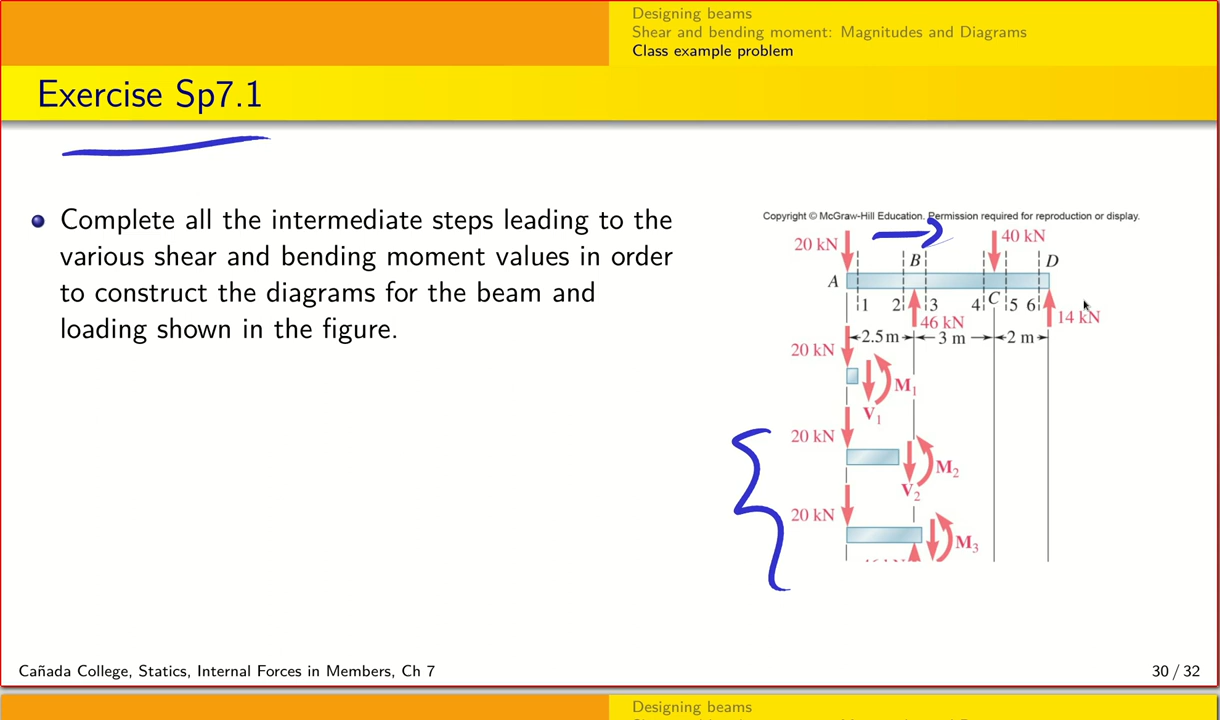 Designing beams
Shear and bending moment: Magnitudes and Diagrams
Class example problem
Exercise Sp7.1
Complete all the intermediate steps leading to the
various shear and bending moment values in order
to construct the diagrams for the beam and
loading shown in the figure.
Copyright © McGraw-Hill Education. Permission required for reproduction or display.
20 kN
40 kN
B
D
A
1
2
3
4
C
5
6
46 kN
14 kN
2.5 m
3 m
2 m
20 kN
M1
V1
20 kN
M2
V2
20 kN
M3
Cañada College, Statics, Internal Forces in Members, Ch 7
30 / 32
Designing beams